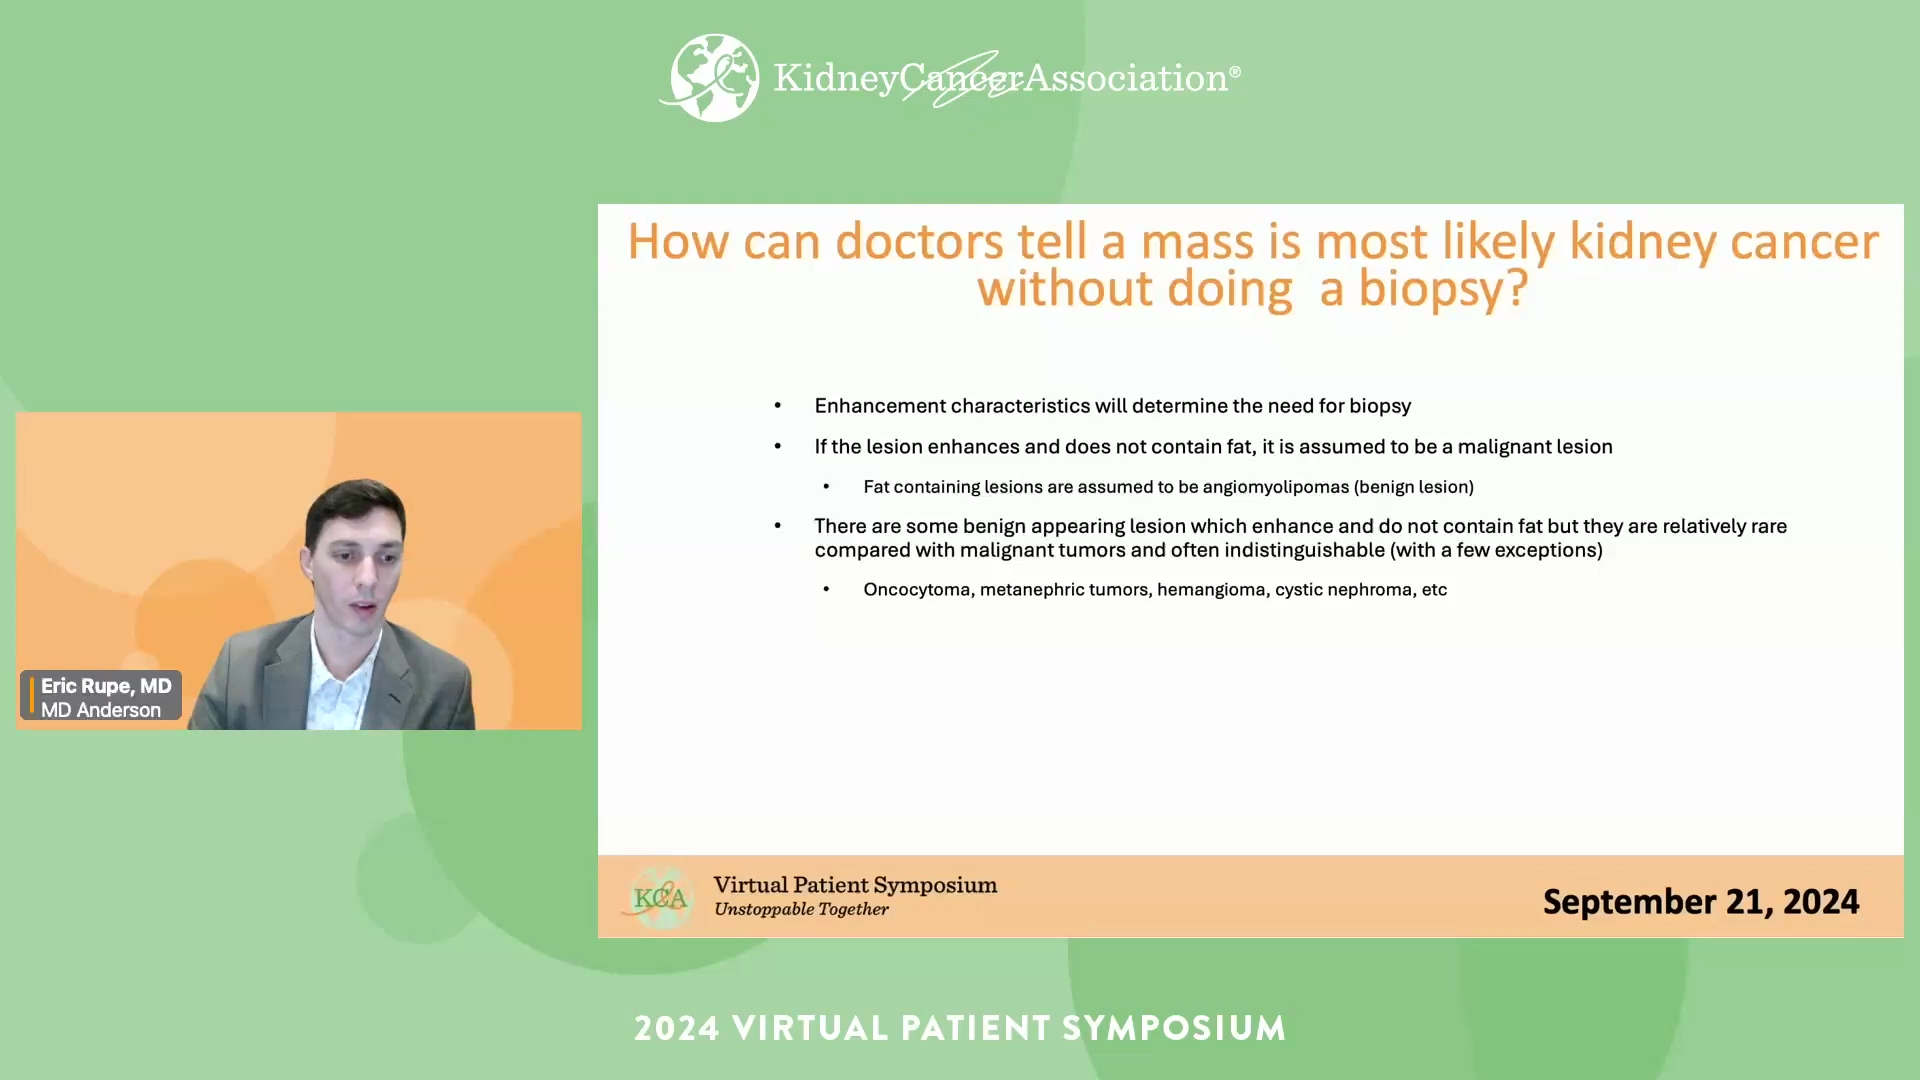 KidneyCancerAssociation®
How can doctors tell a mass is most likely kidney cancer
without doing  a biopsy?
• Enhancement characteristics will determine the need for biopsy
• If the lesion enhances and does not contain fat, it is assumed to be a malignant lesion
• Fat containing lesions are assumed to be angiomyolipomas (benign lesion)
• There are some benign appearing lesion which enhance and do not contain fat but they are relatively rare
compared with malignant tumors and often indistinguishable (with a few exceptions)
• Oncocytoma, metanephric tumors, hemangioma, cystic nephroma, etc
Eric Rupe, MD
MD Anderson
KCA
Virtual Patient Symposium
Unstoppable Together
September 21, 2024
2024 VIRTUAL PATIENT SYMPOSIUM